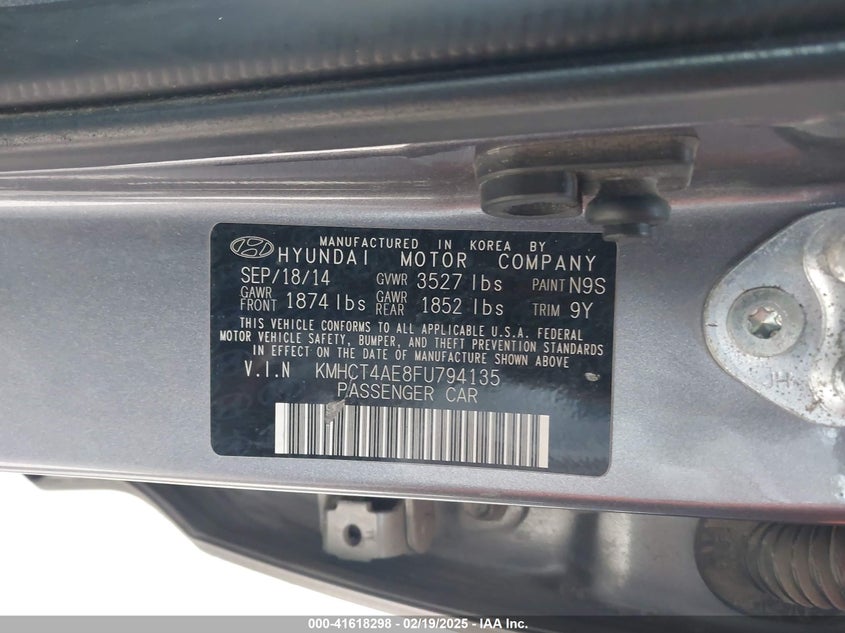 MANUFACTURED IN KOREA BY
HYUNDAI MOTOR COMPANY
SEP/18/14 GVWR 3527 lbs PAINT N9S
GAWR FRONT 1874 lbs GAWR REAR 1852 lbs TRIM 9Y
THIS VEHICLE CONFORMS TO ALL APPLICABLE U.S.A. FEDERAL
MOTOR VEHICLE SAFETY, BUMPER, AND THEFT PREVENTION STANDARDS
IN EFFECT ON THE DATE OF MANUFACTURE SHOWN ABOVE
V.I.N KMHCT4AE8FU794135
PASSENGER CAR
JH
000-41618298 - 02/19/2025 - IAA Inc.